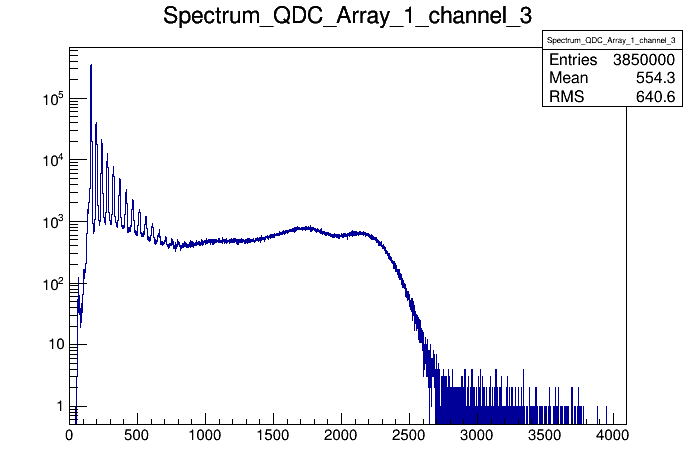 Spectrum_QDC_Array_1_channel_3
Spectrum_QDC_Array_1_channel_3
Entries 3850000
Mean 554.3
RMS 640.6
10^5
10^4
10^3
10^2
10
1
0 500 1000 1500 2000 2500 3000 3500 4000